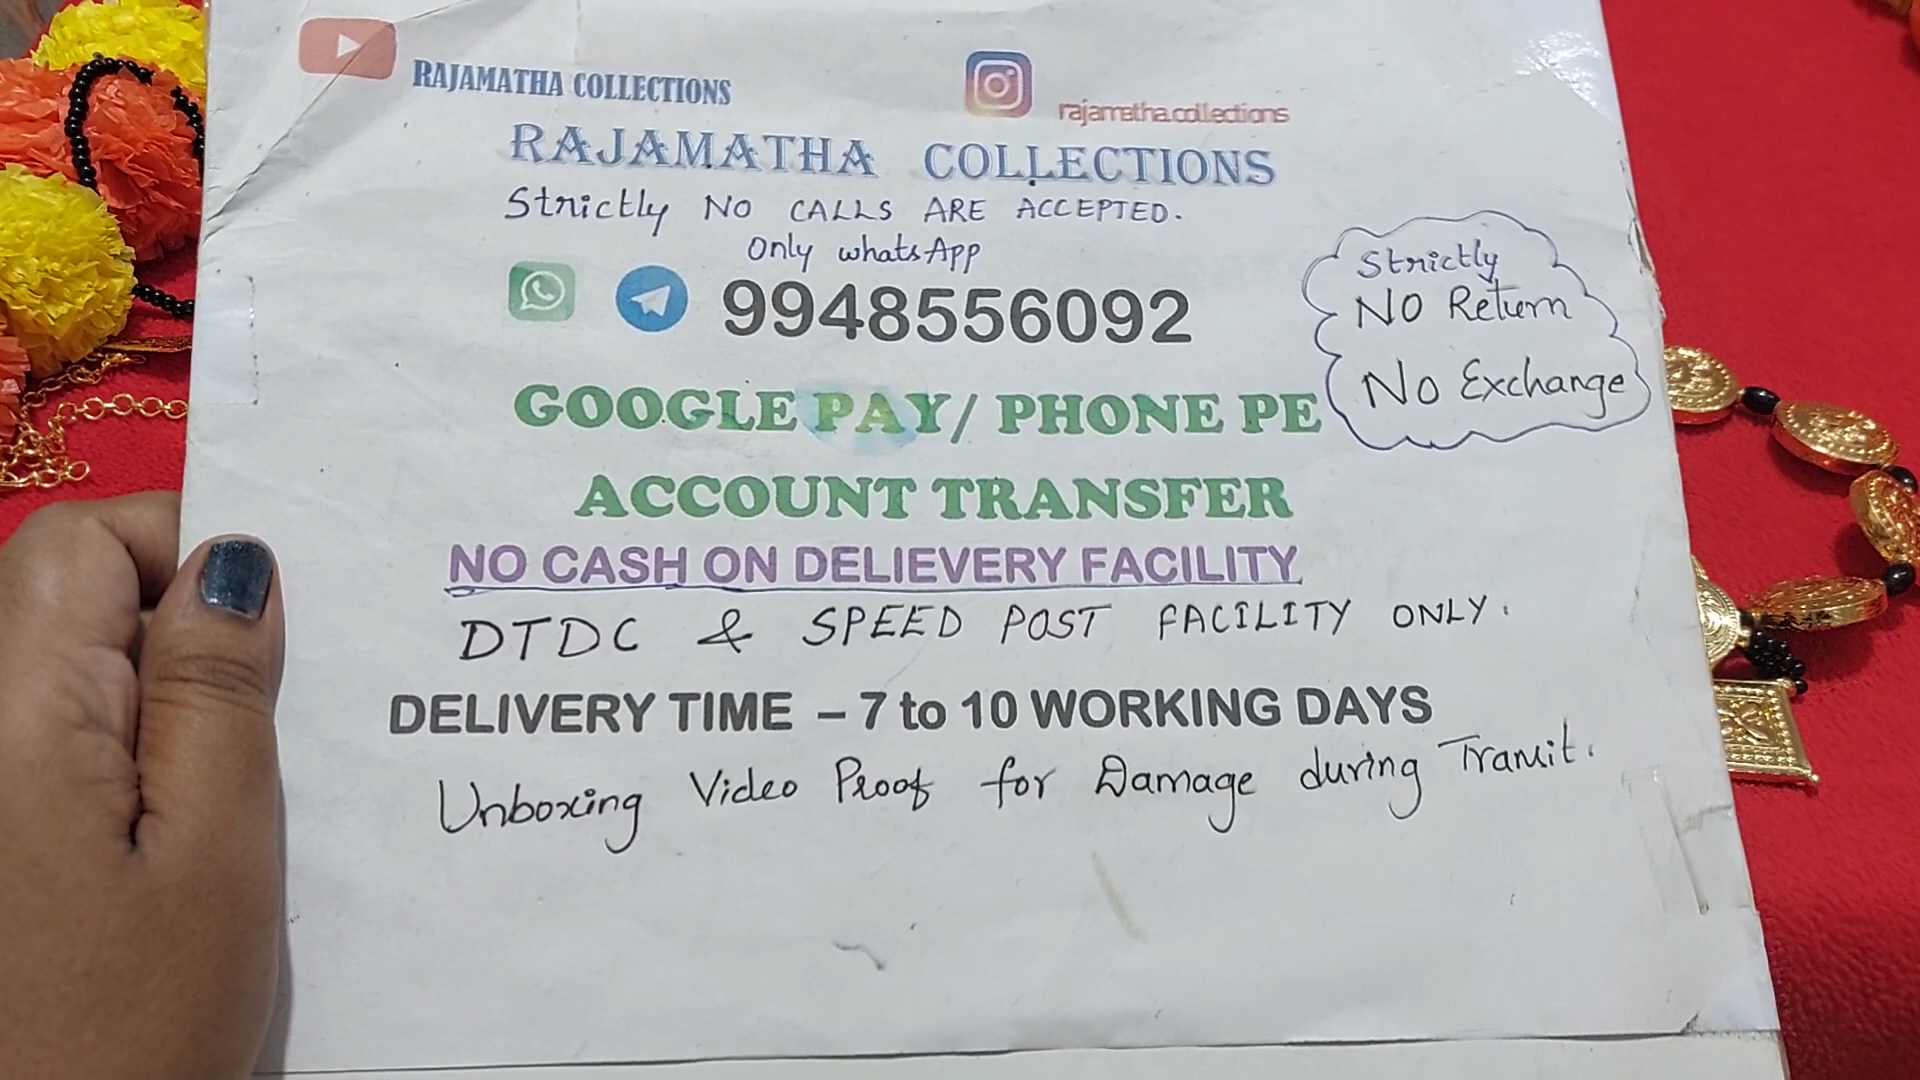 RAJAMATHA COLLECTIONS
rajamatha.collections
RAJAMATHA COLLECTIONS
Strictly NO CALLS ARE ACCEPTED.
Only whatsApp
9948556092
Strictly
NO Return
No Exchange
GOOGLE PAY/ PHONE PE
ACCOUNT TRANSFER
NO CASH ON DELIEVERY FACILITY
DTDC & SPEED POST FACILITY ONLY.
DELIVERY TIME – 7 to 10 WORKING DAYS
Unboxing Video Proof for Damage during Transit.